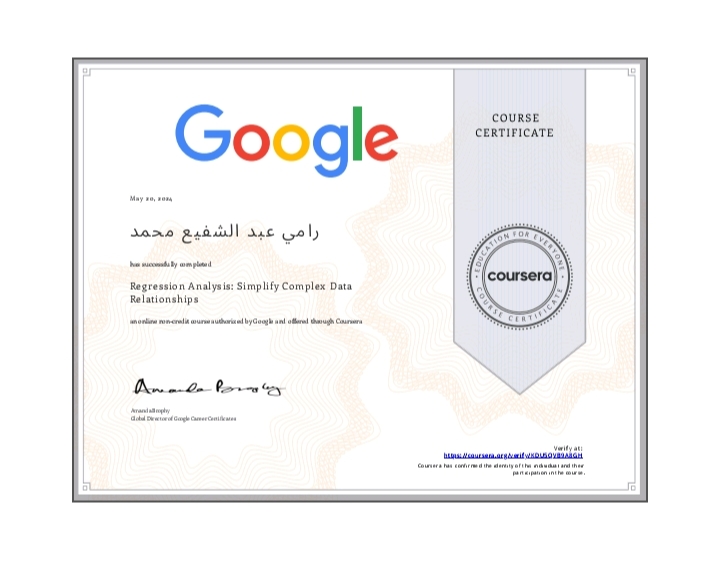 Google
COURSE
CERTIFICATE
May 20, 2024
رامي عبد الشفيع محمد
has successfully completed
Regression Analysis: Simplify Complex Data
Relationships
an online non-credit course authorized by Google and offered through Coursera
EDUCATION FOR EVERYONE
coursera
COURSE CERTIFICATE
Amanda Brophy
Amanda Brophy
Global Director of Google Career Certificates
Verify at:
https://coursera.org/verify/
Coursera has confirmed the identity of this individual and their
participation in the course.